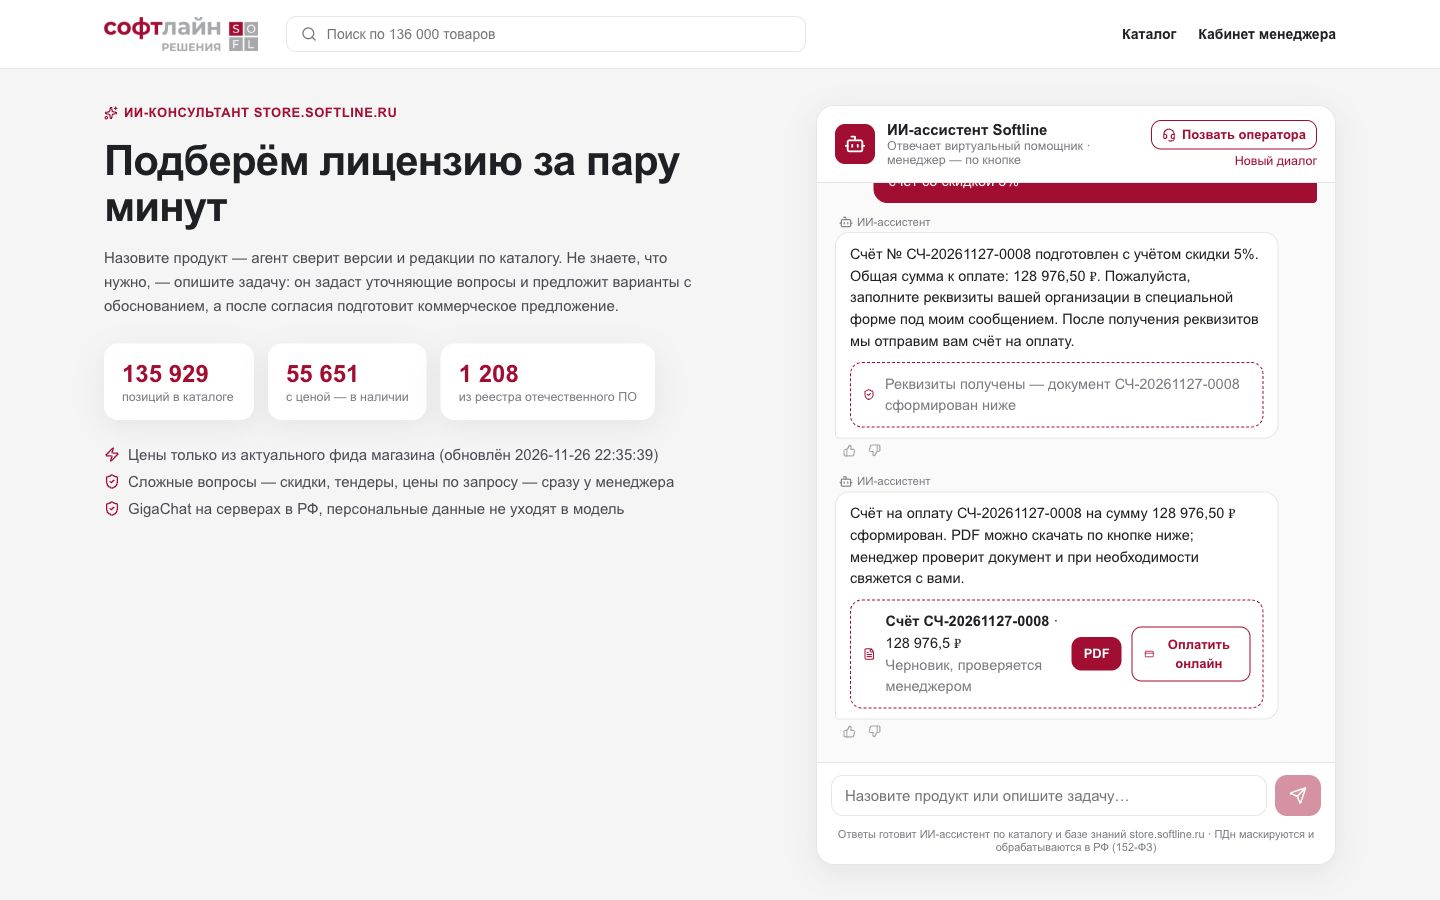 софтлайн
РЕШЕНИЯ
S O
F L
Поиск по 136 000 товаров
Каталог
Кабинет менеджера
ИИ-КОНСУЛЬТАНТ STORE.SOFTLINE.RU
Подберём лицензию за пару
минут
Назовите продукт — агент сверит версии и редакции по каталогу. Не знаете, что
нужно, — опишите задачу: он задаст уточняющие вопросы и предложит варианты с
обоснованием, а после согласия подготовит коммерческое предложение.
135 929
позиций в каталоге
55 651
с ценой — в наличии
1 208
из реестра отечественного ПО
Цены только из актуального фида магазина (обновлён 2026-11-26 22:35:39)
Сложные вопросы — скидки, тендеры, цены по запросу — сразу у менеджера
GigaChat на серверах в РФ, персональные данные не уходят в модель
ИИ-ассистент Softline
Отвечает виртуальный помощник ·
менеджер — по кнопке
Позвать оператора
Новый диалог
ИИ-ассистент
Счёт № СЧ-20261127-0008 подготовлен с учётом скидки 5%.
Общая сумма к оплате: 128 976,50 ₽. Пожалуйста,
заполните реквизиты вашей организации в специальной
форме под моим сообщением. После получения реквизитов
мы отправим вам счёт на оплату.
Реквизиты получены — документ СЧ-20261127-0008
сформирован ниже
ИИ-ассистент
Счёт на оплату СЧ-20261127-0008 на сумму 128 976,50 ₽
сформирован. PDF можно скачать по кнопке ниже;
менеджер проверит документ и при необходимости
свяжется с вами.
Счёт СЧ-20261127-0008 ·
128 976,5 ₽
Черновик, проверяется
менеджером
PDF
Оплатить
онлайн
Назовите продукт или опишите задачу…
Ответы готовит ИИ-ассистент по каталогу и базе знаний store.softline.ru · ПДн маскируются и
обрабатываются в РФ (152-ФЗ)